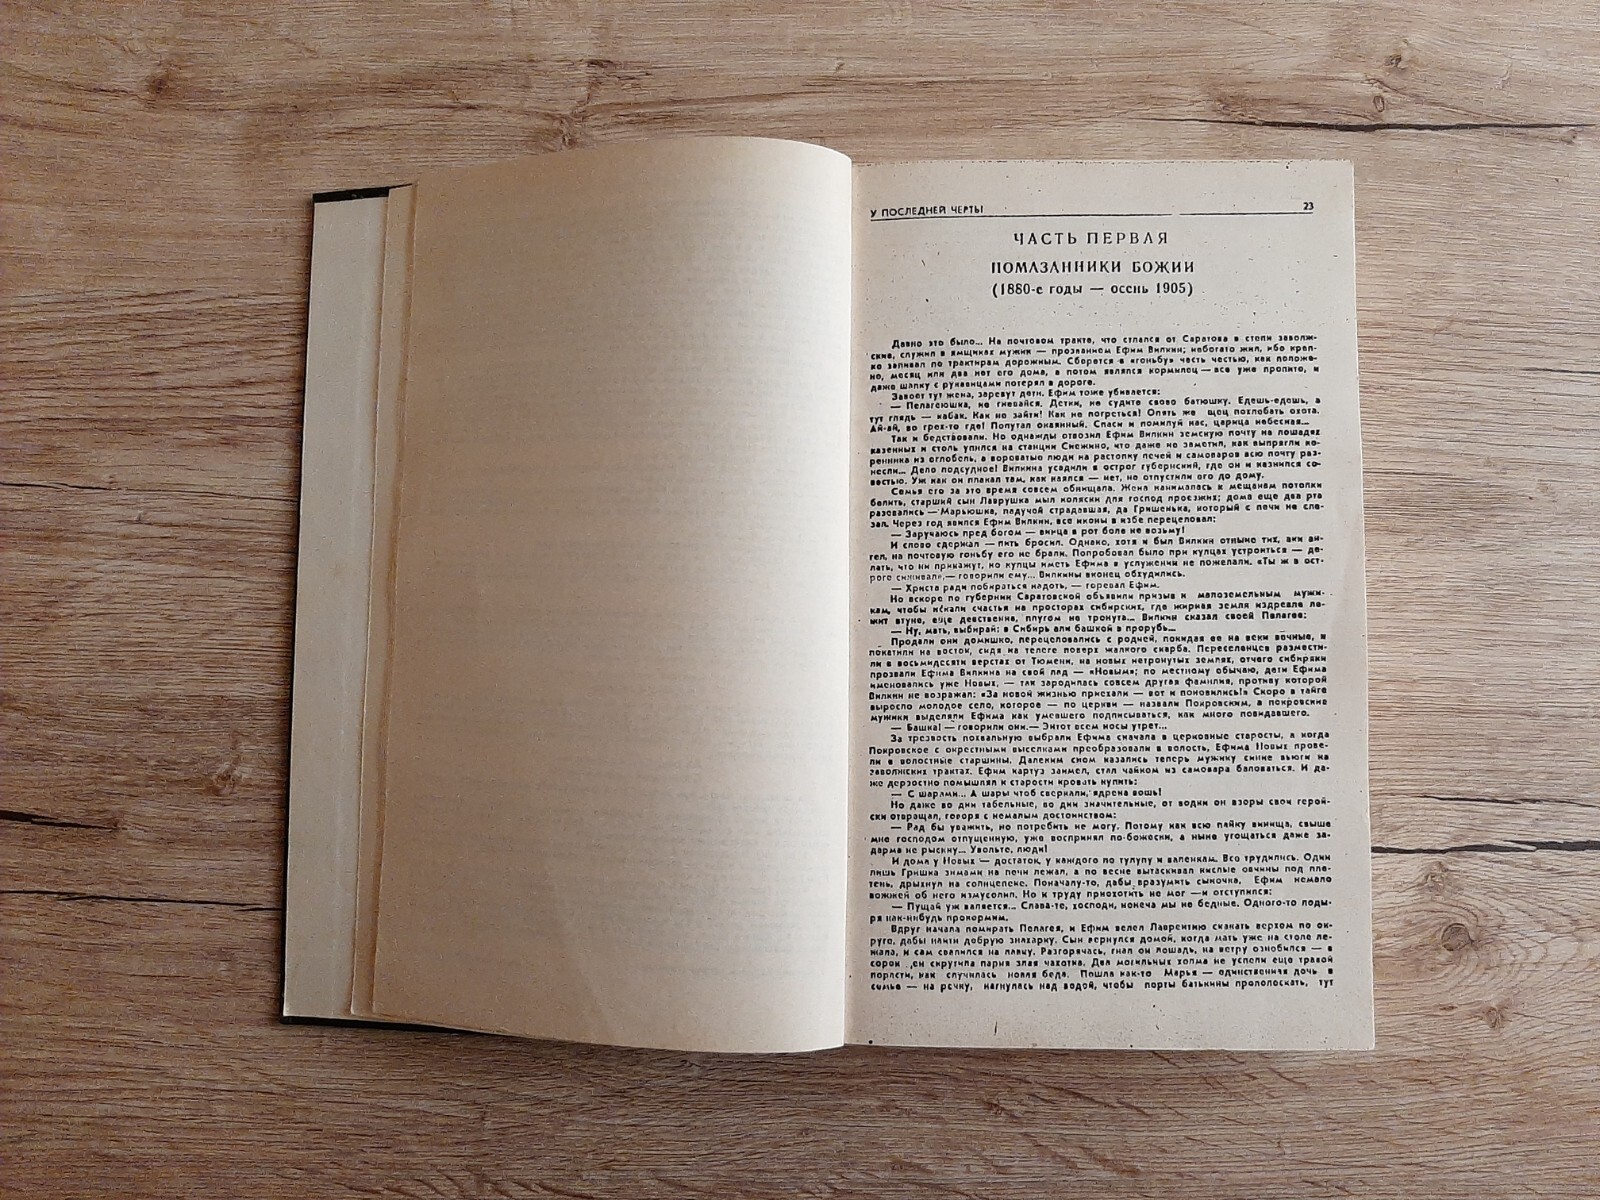 У ПОСЛЕДНЕЙ ЧЕРТЫ 23
ЧАСТЬ ПЕРВАЯ
ПОМАЗАННИКИ БОЖИИ
(1880-е годы — осень 1905)
Давно это было... На почтовом тракте, что стлался от Саратова в степи заволж-
ские, служил в ямщиках мужик — прозванием Ефим Вилкин; небогато жил, ибо креп-
ко запивал по трактирам дорожным. Сберется в «гоньбу» честь честью, как положе-
но, месяц или два нет его дома, а потом являлся кормилец — все уже пропито, и
даже шапку с рукавицами потерял в дороге.
Завоет тут жена, заревут дети. Ефим тоже убивается:
— Пелагеюшка, не гневайся. Детки, не судите свово батюшку. Едешь-едешь, а
тут глядь — кабак. Как не зайти! Как не погреться! Опять же щец похлебать охота.
Ай-ай, во грех-то где! Попутал окаянный. Спаси и помилуй нас, царица небесная...
Так и бедствовали. Но однажды отвозил Ефим Вилкин земскую почту на лошадях
казенных и столь упился на станции Снежино, что даже не заметил, как выпрягли ко-
ренника из оглобель, а вороватые люди на растопку печей и самоваров всю почту раз-
несли... Дело подсудное! Вилкина усадили в острог губернский, где он и казнился со-
вестью. Уж как он плакал там, как каялся — нет, не отпустили его до дому.
Семья его за это время совсем обнищала. Жена нанималась к мещанам потолки
белить, старший сын Лаврушка мыл коляски для господ проезжих; дома еще два рта
разевались — Марьюшка, падучей страдавшая, да Гришенька, который с печи не сле-
зал. Через год явился Ефим Вилкин, все иконы в избе перецеловал:
— Заручаюсь пред богом — винца в рот боле не возьму!
И слово сдержал — пить бросил. Однако, хотя и был Вилкин отныне тих, аки ан-
гел, на почтовую гоньбу его не брали. Попробовал было при купцах устроиться — де-
лать, что ни прикажут, но купцы иметь Ефима в услужении не пожелали. «Ты ж в ост-
роге сиживал», — говорили ему... Вилкины вконец обхудились.
— Христа ради побираться надоть, — горевал Ефим.
Но вскоре по губернии Саратовской объявили призыв к малоземельным мужи-
кам, чтобы искали счастья на просторах сибирских, где жирная земля издревле ле-
жит втуне, еще девственна, плугом не тронута... Вилкин сказал своей Пелагее:
— Ну, мать, выбирай: в Сибирь али башкой в прорубь...
Продали они домишко, перецеловались с родней, покидая ее на веки вечные, и
покатили на восток, сидя на телеге поверх жалкого скарба. Переселенцев размести-
ли в восьмидесяти верстах от Тюмени, на новых нетронутых землях, отчего сибиряки
прозвали Ефима Вилкина на свой лад — «Новым»; по местному обычаю, дети Ефима
именовались уже Новых, — так зародилась совсем другая фамилия, противу которой
Вилкин не возражал: «За новой жизнью приехали — вот и поновились!» Скоро в тайге
выросло молодое село, которое — по церкви — назвали Покровским, а покровские
мужики выделяли Ефима как умевшего подписываться, как много повидавшего.
— Башка! — говорили они. — Энтот всем носы утрет...
За трезвость похвальную выбрали Ефима сначала в церковные старосты, а когда
Покровское с окрестными выселками преобразовали в волость, Ефима Новых прове-
ли в волостные старшины. Далеким сном казались теперь мужику синие вьюги на
заволжских трактах. Ефим картуз заимел, стал чайком из самовара баловаться. И да-
же дерзостно помышлял к старости кровать купить:
— С шарами... А шары чтоб сверкали, ядрена вошь!
Но даже во дни табельные, во дни значительные, от водки он взоры свои герой-
ски отвращал, говоря с немалым достоинством:
— Рад бы уважить, но потребить не могу. Потому как всю пайку винища, свыше
мне господом отпущенную, уже воспринял по-божески, а ныне угощаться даже за-
дарма не рыскну... Увольте, люди!
И дома у Новых — достаток, у каждого по тулупу и валенкам. Все трудились. Один
лишь Гришка зимами на печи лежал, а по весне вытаскивал кислые овчины под пле-
тень, дрыхнул на солнцепеке. Поначалу-то, дабы вразумить сыночка, Ефим немало
вожжей об него измусолил. Но к труду приохотить не мог — и отступился:
— Пущай уж валяется... Слава-те, хосподи, конеча мы не бедные. Одного-то лоды-
ря как-нибудь прокормим.
Вдруг начала помирать Пелагея, и Ефим велел Лаврентию скакать верхом по ок-
руге, дабы найти добрую знахарку. Сын вернулся домой, когда мать уже на столе ле-
жала, и сам свалился на лавку. Разгорячась, гнал он лошадь, на ветру ознобился — в
сорок ден скрутила парня злая чахотка. Два могильных холма не успели еще травой
порасти, как случилась новая беда. Пошла как-то Марья — единственная дочь в
семье — на речку, нагнулась над водой, чтобы порты батькины прополоскать, тут